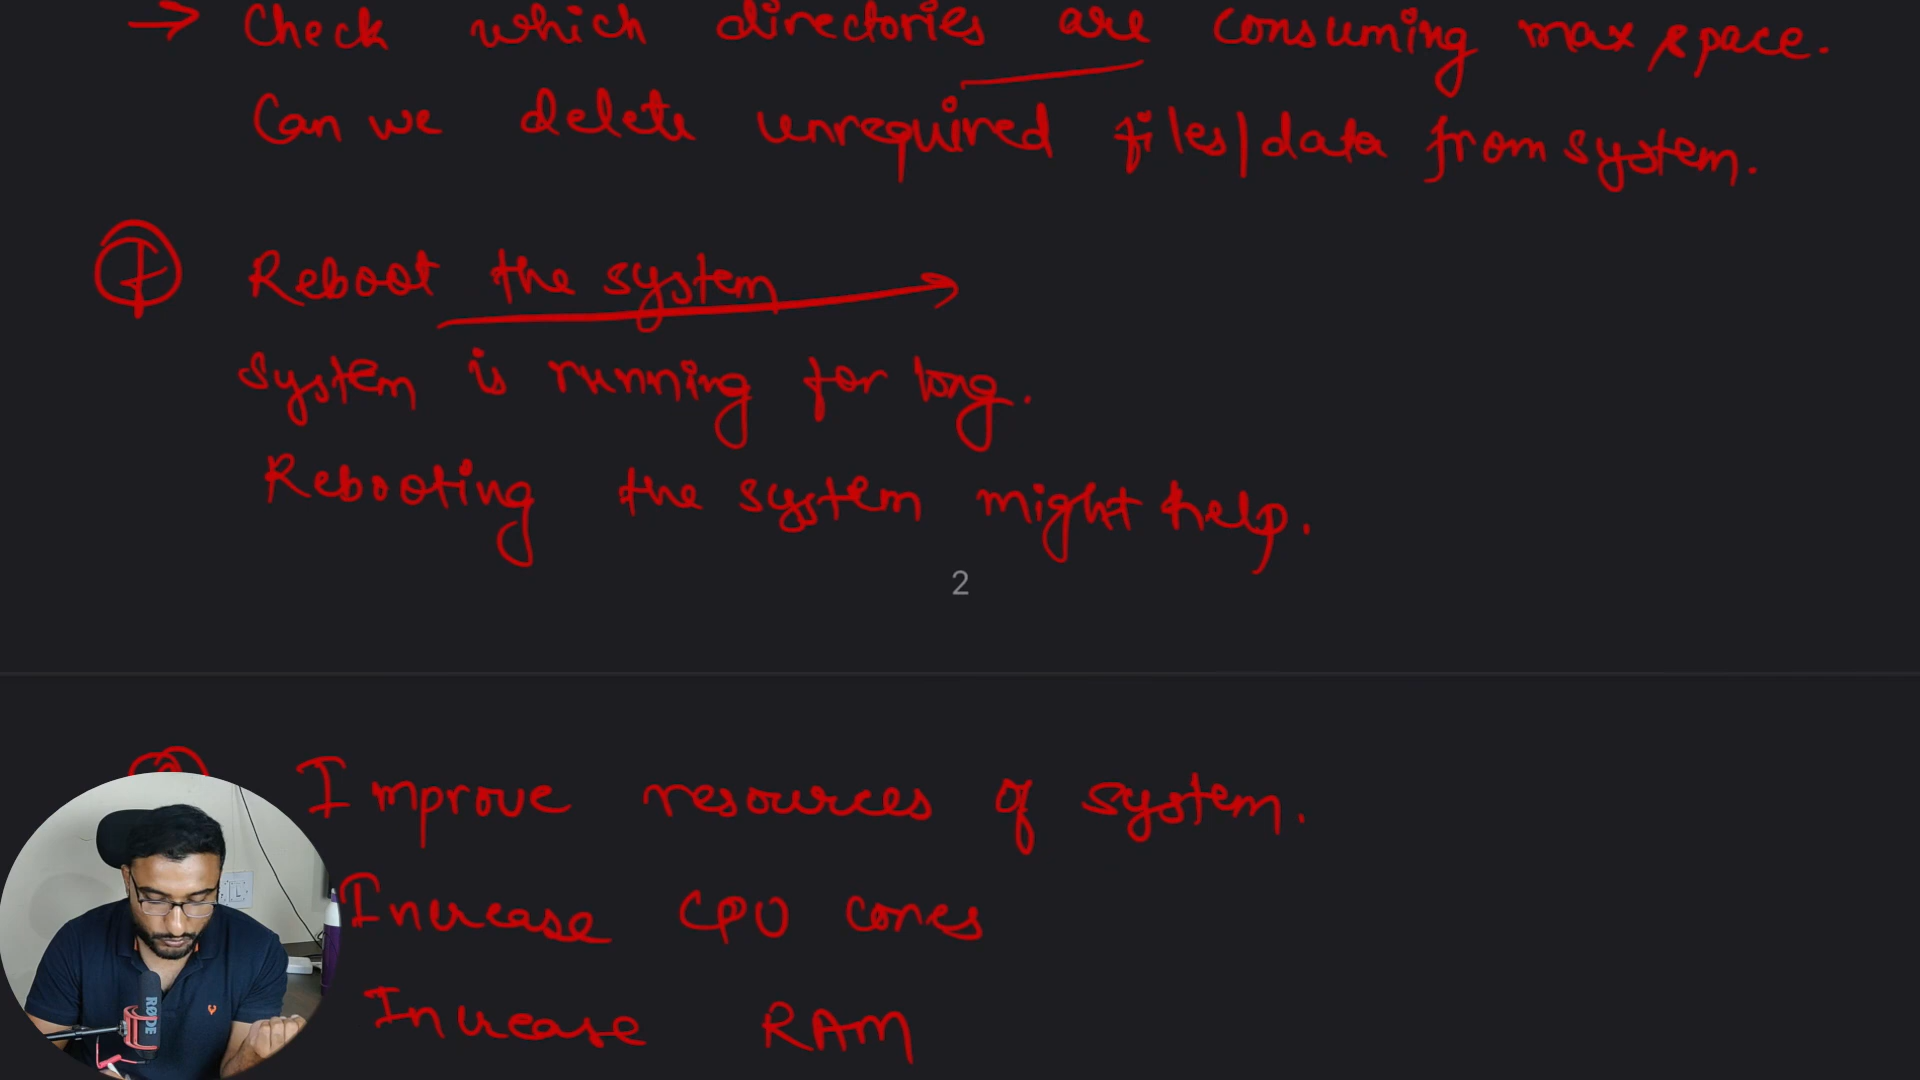 → Check which directories are consuming max space.
Can we delete unrequired files/data from system.
7 Reboot the system
System is running for long.
Rebooting the system might help.
2
Improve resources of system.
Increase CPU cores
Increase RAM
RØDE